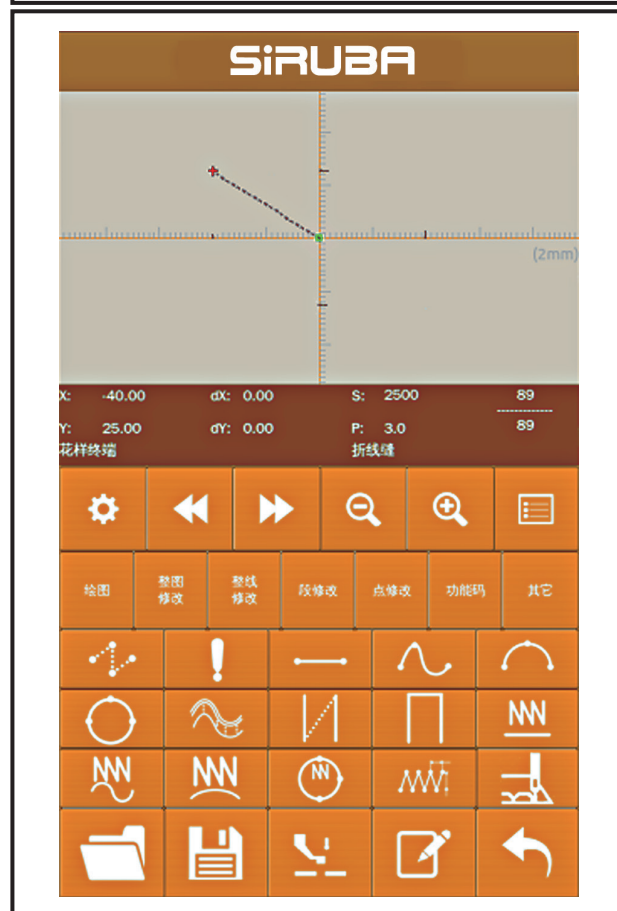 SiRUBA
(2mm)
X: -40.00 dX: 0.00 S: 2500 89
Y: 25.00 dY: 0.00 P: 3.0 89
花样终端 折线缝
绘图 整图修改 整线修改 段修改 点修改 功能码 其它